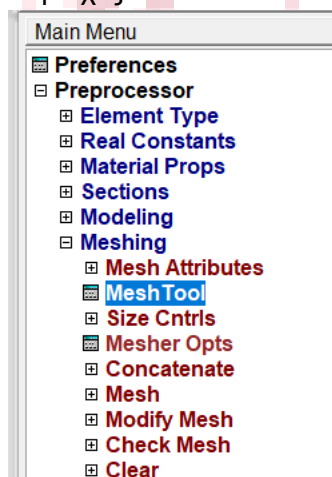 Main Menu
Preferences
Preprocessor
Element Type
Real Constants
Material Props
Sections
Modeling
Meshing
Mesh Attributes
MeshTool
Size Cntrls
Mesher Opts
Concatenate
Mesh
Modify Mesh
Check Mesh
Clear